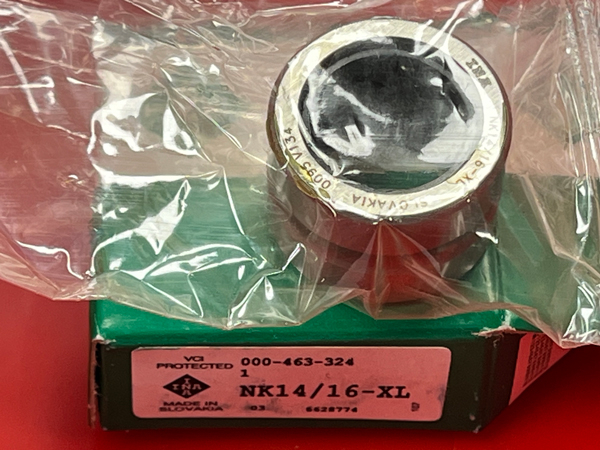 INA
NK14/16-XL
SLOVAKIA
0095V134
VCI
PROTECTED
000-463-324
1
INA
NK14/16-XL
MADE IN
SLOVAKIA
03 6628774